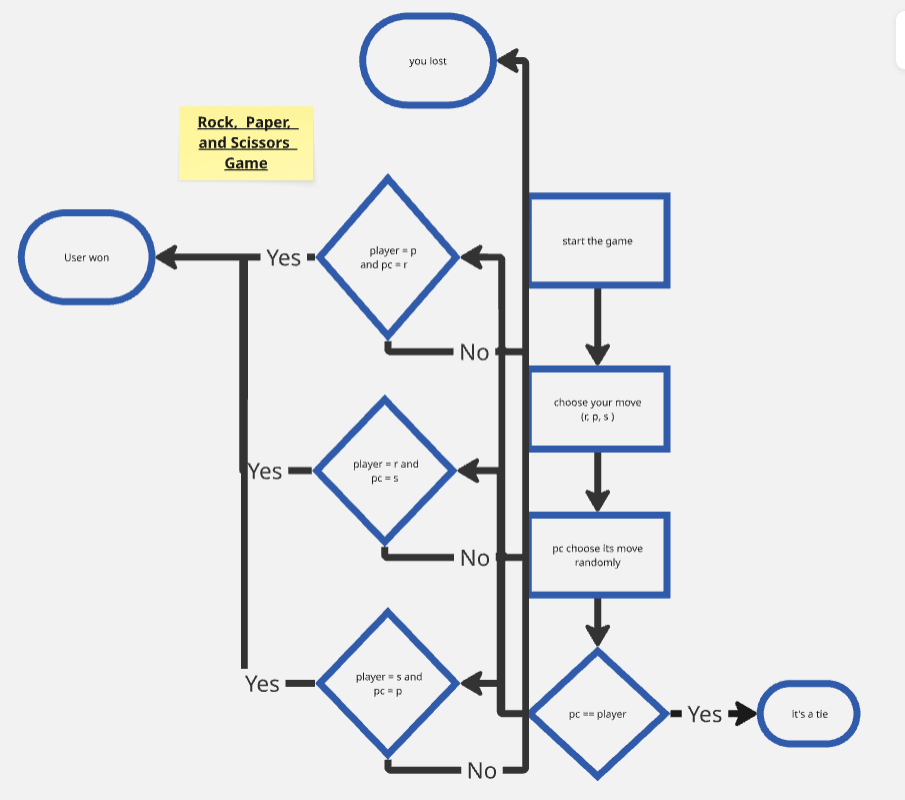 you lost
Rock, Paper,
and Scissors
Game
start the game
player = p
and pc = r
User won
Yes
No
choose your move
(r, p, s )
player = r and
pc = s
Yes
No
pc choose its move
randomly
player = s and
pc = p
Yes
No
pc == player
Yes
it's a tie